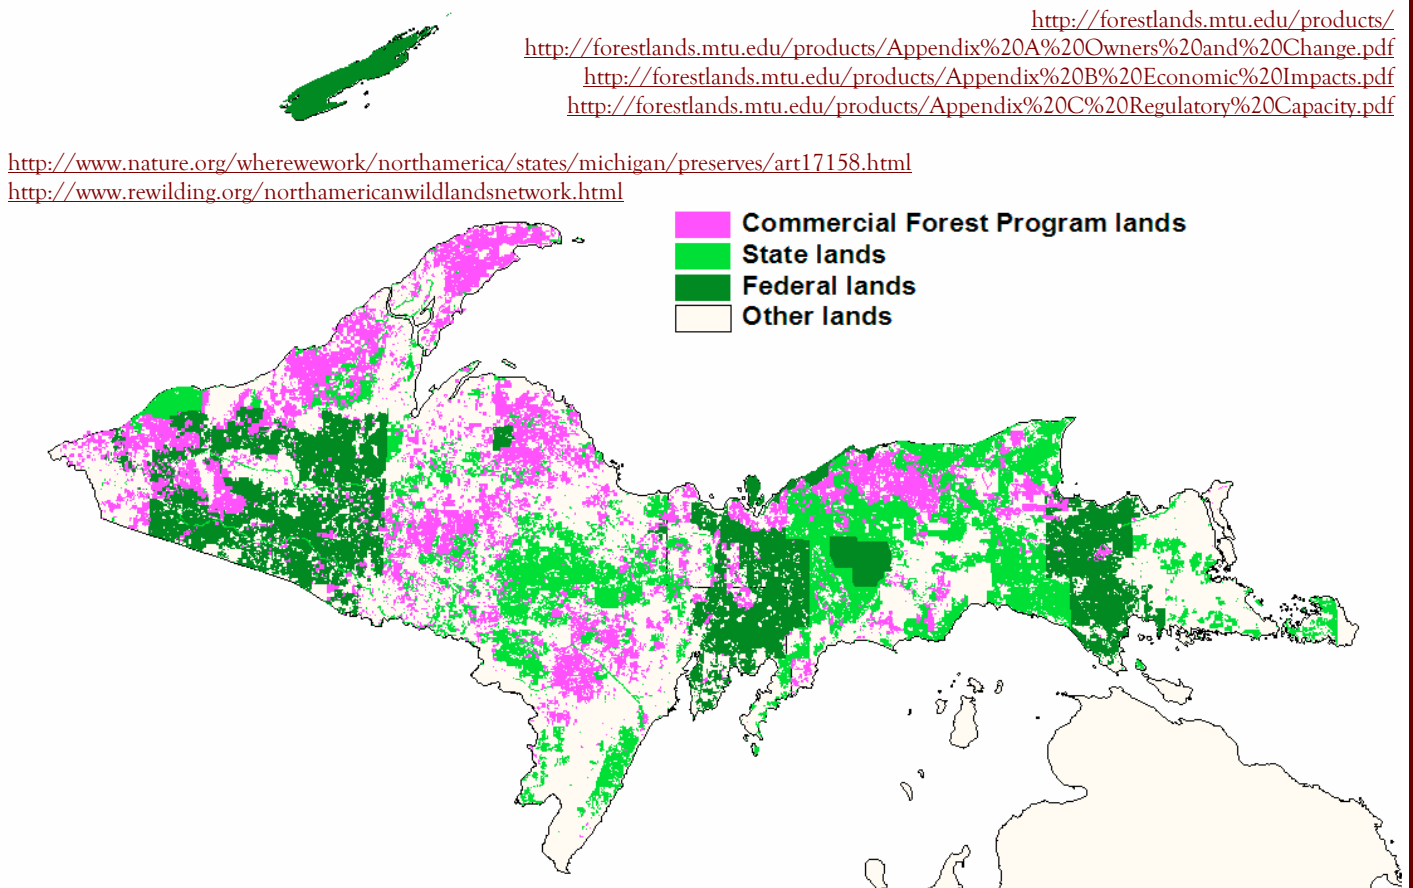 http://forestlands.mtu.edu/products/
http://forestlands.mtu.edu/products/Appendix%20A%20Owners%20and%20Change.pdf
http://forestlands.mtu.edu/products/Appendix%20B%20Economic%20Impacts.pdf
http://forestlands.mtu.edu/products/Appendix%20C%20Regulatory%20Capacity.pdf
http://www.nature.org/wherewework/northamerica/states/michigan/preserves/art17158.html
http://www.rewilding.org/northamericanwildlandsnetwork.html
Commercial Forest Program lands
State lands
Federal lands
Other lands